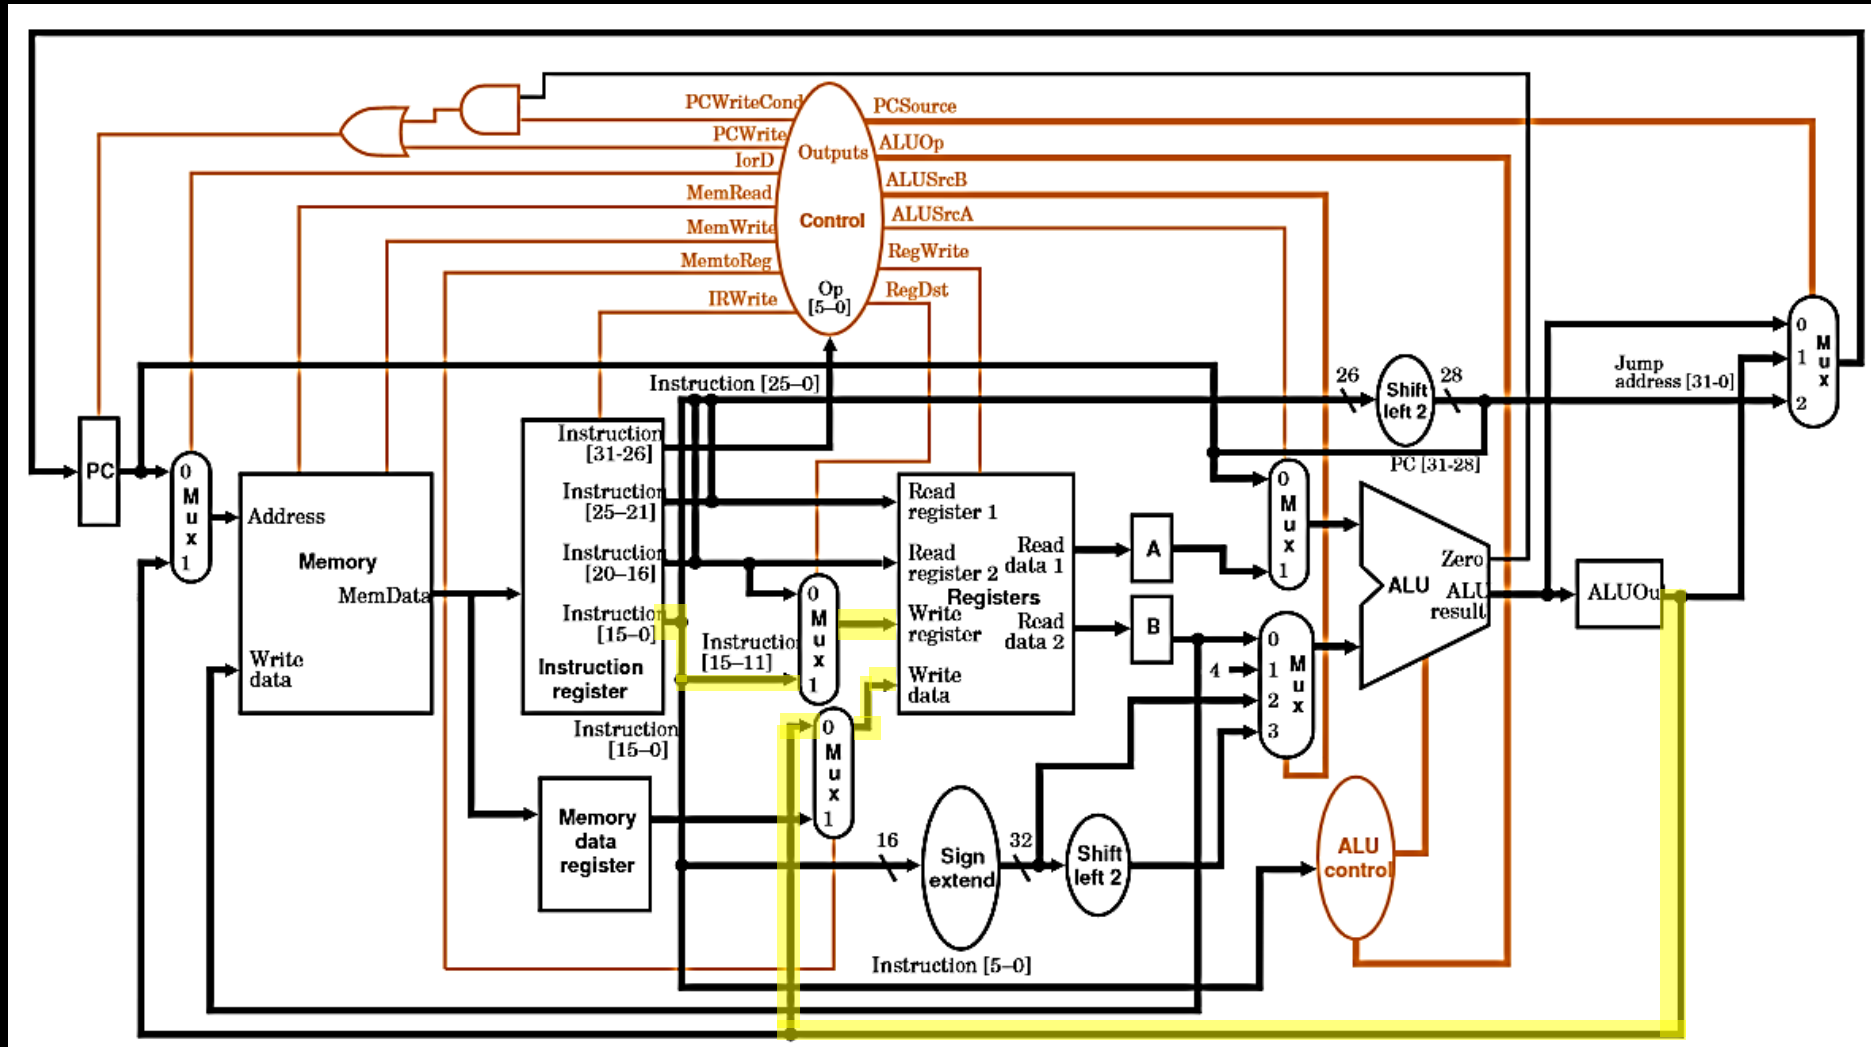 PCWriteCond
PCWrite
IorD
MemRead
MemWrite
MemtoReg
IRWrite
Outputs
Control
Op
[5–0]
PCSource
ALUOp
ALUSrcB
ALUSrcA
RegWrite
RegDst
Instruction [25–0]
26
Shift
left 2
28
Jump
address [31-0]
0
1
2
M
u
x
PC [31-28]
PC
0
M
u
x
1
Address
Memory
MemData
Write
data
Instruction
[31-26]
Instruction
[25–21]
Instruction
[20–16]
Instruction
[15–0]
Instruction
register
Instruction
[15–11]
0
M
u
x
1
Read
register 1
Read
register 2
Registers
Write
register
Write
data
Read
data 1
Read
data 2
A
B
0
M
u
x
1
4
0
1
2
3
M
u
x
Zero
ALU
ALU
result
ALUOu
Instruction
[15–0]
Memory
data
register
0
M
u
x
1
16
Sign
extend
32
Shift
left 2
ALU
control
Instruction [5–0]